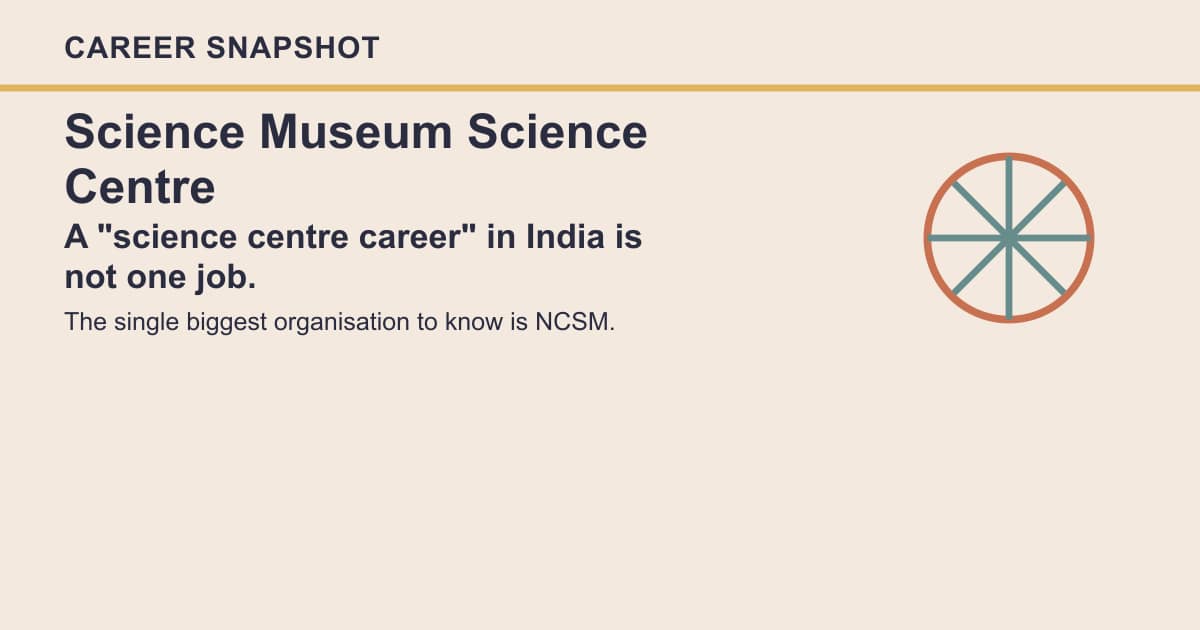 CAREER SNAPSHOT
Science Museum Science
Centre
A "science centre career" in India is
not one job.
The single biggest organisation to know is NCSM.